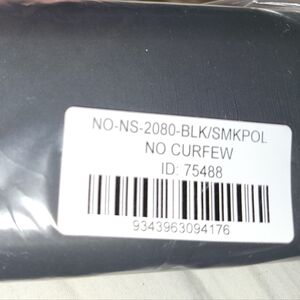 NO-NS-2080-BLK/SMKPOL
NO CURFEW
ID: 75488
9343963094176